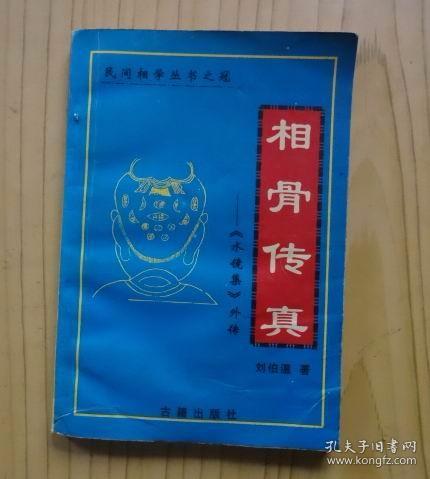 民间相学丛书之冠
相骨传真
——《水镜集》外传
刘伯温 著
古籍出版社
孔夫子旧书网
www.kongfz.com